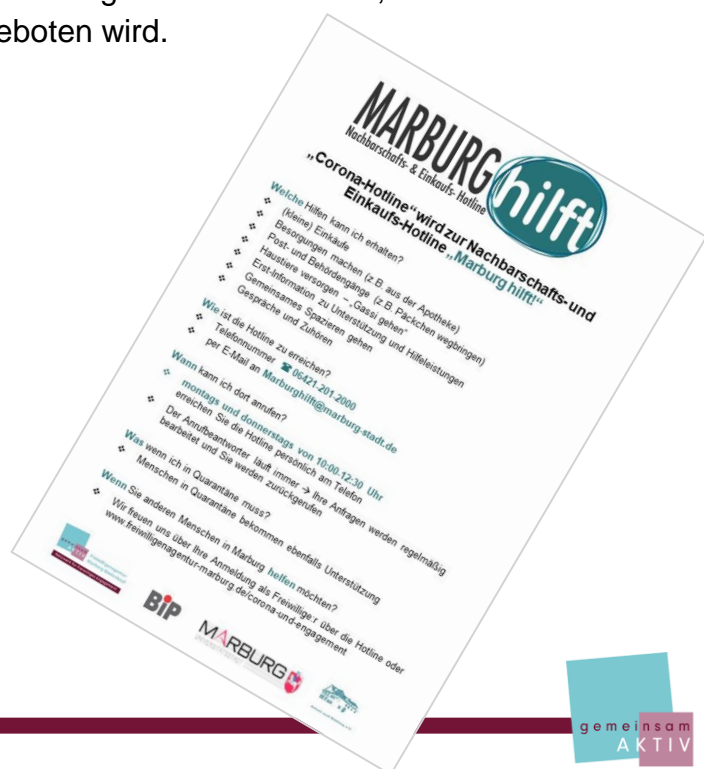 eboten wird.
MARBURG
hilft
Nachbarschafts- & Einkaufs- Hotline
„Corona-Hotline“ wird zur Nachbarschafts- und
Einkaufs-Hotline „Marburg hilft!“
Welche Hilfen kann ich erhalten?
(kleine) Einkäufe
Besorgungen machen (z.B. aus der Apotheke)
Post- und Behördengänge (z.B. Päckchen wegbringen)
Haustiere versorgen – „Gassi gehen“
Erst-Information zu Unterstützung und Hilfeleistungen
Gemeinsames Spazieren gehen
Gespräche und Zuhören
Wie ist die Hotline zu erreichen?
Telefonnummer ☎ 06421-201-2000
per E-Mail an Marburghilft@marburg-stadt.de
Wann kann ich dort anrufen?
montags und donnerstags von 10:00-12:30 Uhr
erreichen Sie die Hotline persönlich am Telefon
Der Anrufbeantworter läuft immer → Ihre Anfragen werden regelmäßig
bearbeitet und Sie werden zurückgerufen
Was wenn ich in Quarantäne muss?
Menschen in Quarantäne bekommen ebenfalls Unterstützung
Wenn Sie anderen Menschen in Marburg helfen möchten?
Wir freuen uns über Ihre Anmeldung als Freiwillige:r über die Hotline oder
www.freiwilligenagentur-marburg.de/corona-und-engagement
BiP
MARBURG
gemeinsam
AKTIV